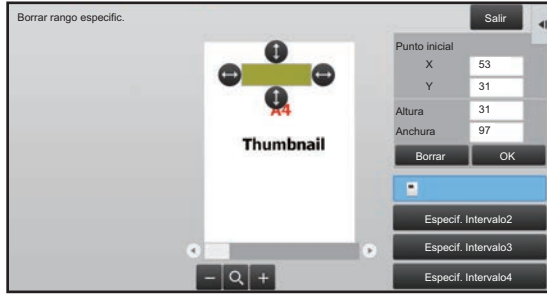 Borrar rango especific.
Salir
Punto inicial
X 53
Y 31
Altura 31
Anchura 97
Borrar OK
A4
Thumbnail
Especif. Intervalo2
Especif. Intervalo3
Especif. Intervalo4